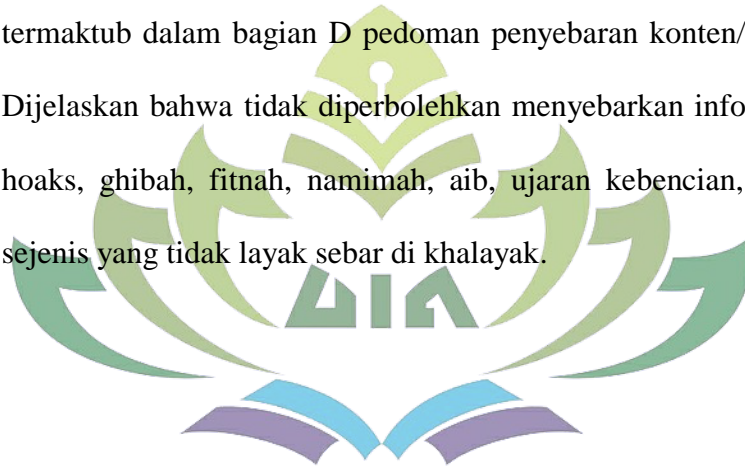 termaktub dalam bagian D pedoman penyebaran konten/
Dijelaskan bahwa tidak diperbolehkan menyebarkan info
hoaks, ghibah, fitnah, namimah, aib, ujaran kebencian,
sejenis yang tidak layak sebar di khalayak.
UIN